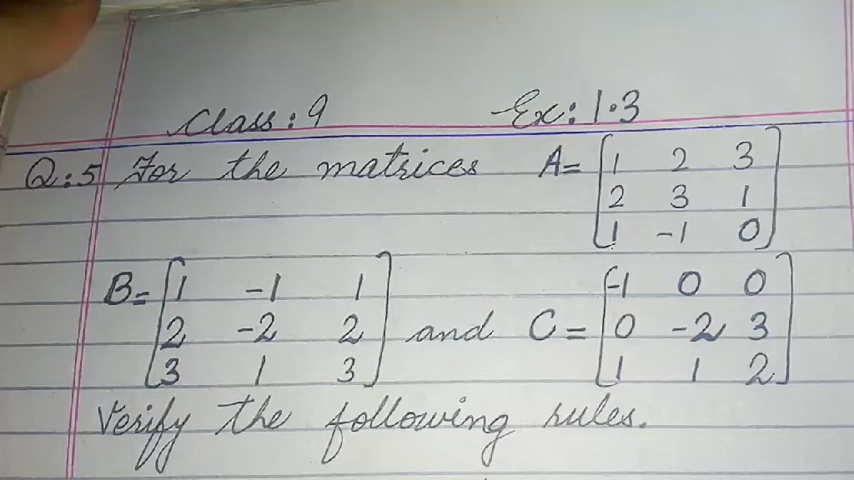 Class: 9 Ex: 1.3
Q:5 For the matrices A= [1 2 3
2 3 1
1 -1 0]
B= [1 -1 1
2 -2 2
3 1 3] and C= [-1 0 0
0 -2 3
1 1 2]
Verify the following rules.